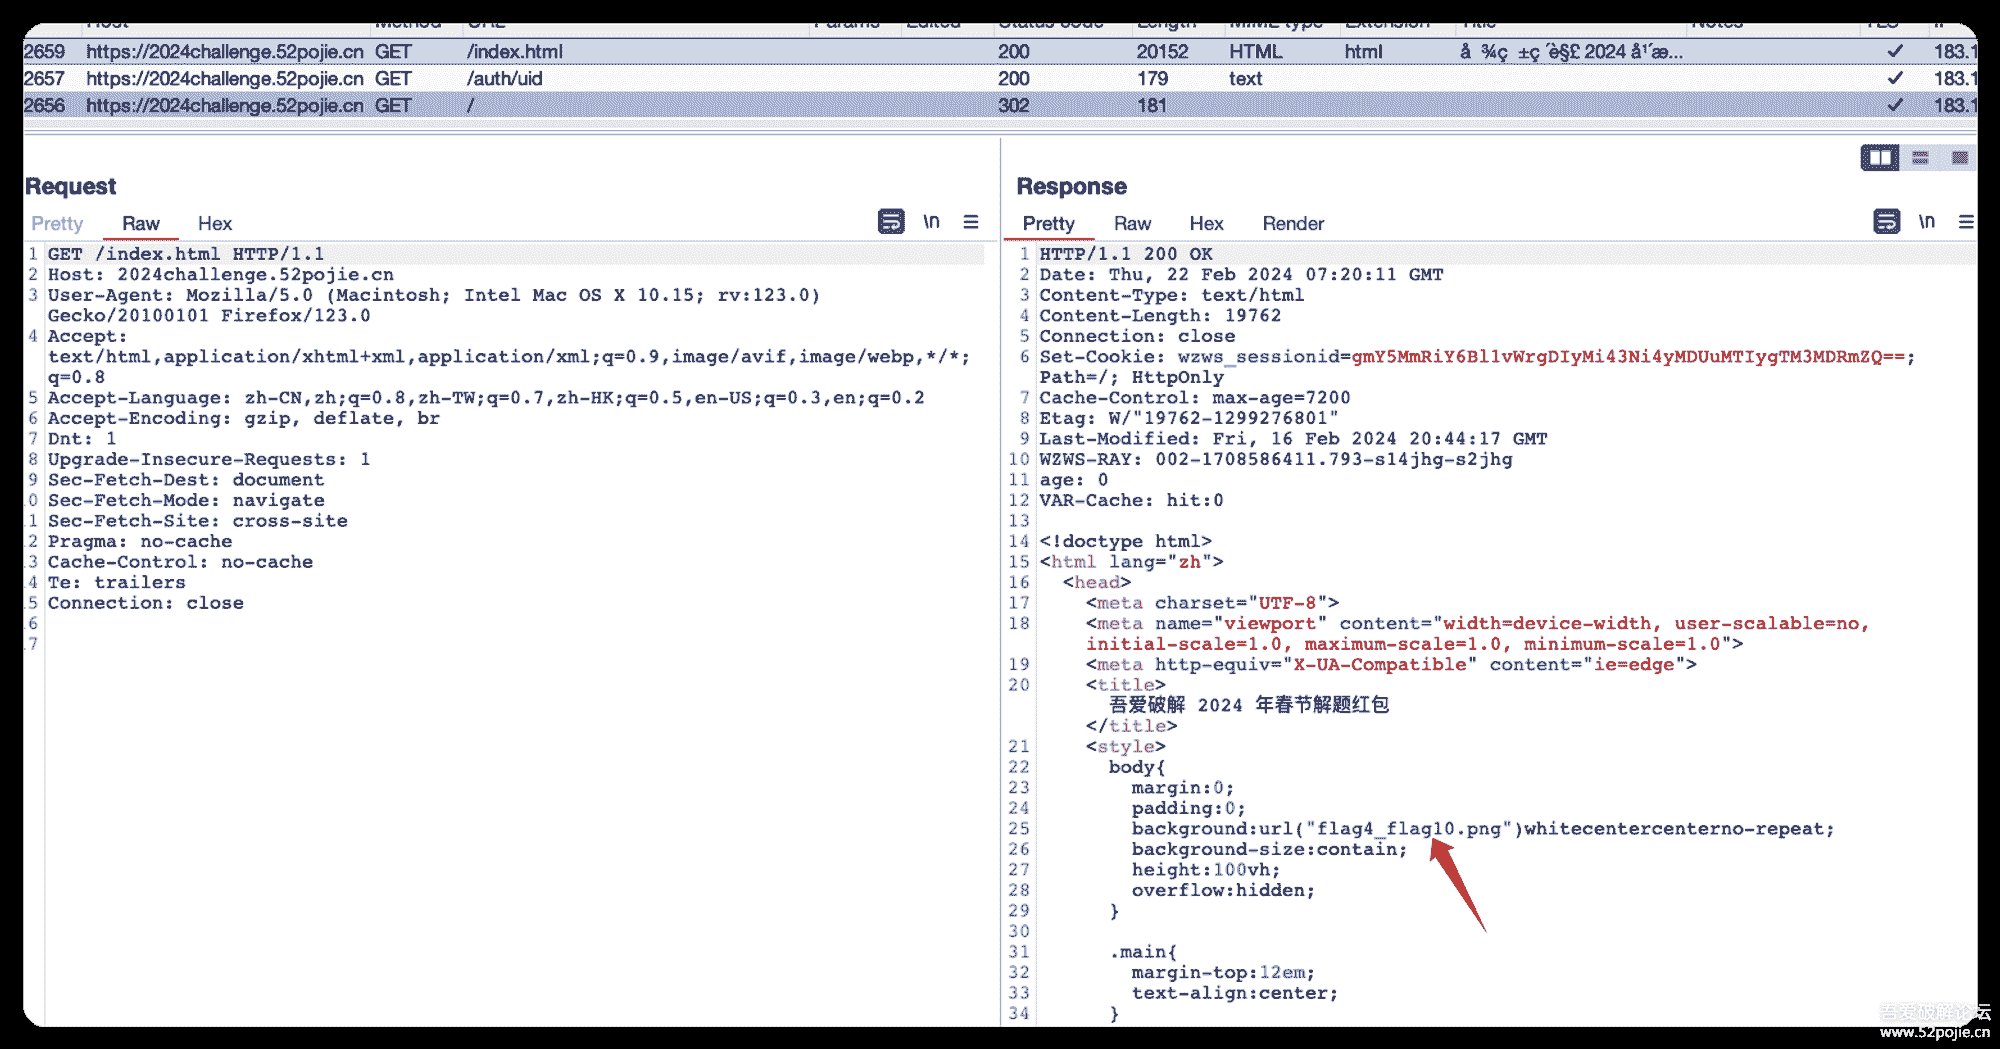 Host Method URL Params Edited Status code Length MIME type Extension Title Notes TLS
2659 https://2024challenge.52pojie.cn GET /index.html 200 20152 HTML html ✓ 183.1
2657 https://2024challenge.52pojie.cn GET /auth/uid 200 179 text ✓ 183.1
2656 https://2024challenge.52pojie.cn GET / 302 181 ✓ 183.1
Request
Pretty Raw Hex
\n
1 GET /index.html HTTP/1.1
2 Host: 2024challenge.52pojie.cn
3 User-Agent: Mozilla/5.0 (Macintosh; Intel Mac OS X 10.15; rv:123.0)
Gecko/20100101 Firefox/123.0
4 Accept:
text/html,application/xhtml+xml,application/xml;q=0.9,image/avif,image/webp,*/*;
q=0.8
5 Accept-Language: zh-CN,zh;q=0.8,zh-TW;q=0.7,zh-HK;q=0.5,en-US;q=0.3,en;q=0.2
6 Accept-Encoding: gzip, deflate, br
7 Dnt: 1
8 Upgrade-Insecure-Requests: 1
9 Sec-Fetch-Dest: document
0 Sec-Fetch-Mode: navigate
1 Sec-Fetch-Site: cross-site
2 Pragma: no-cache
3 Cache-Control: no-cache
4 Te: trailers
5 Connection: close
6
7
Response
Pretty Raw Hex Render
\n
1 HTTP/1.1 200 OK
2 Date: Thu, 22 Feb 2024 07:20:11 GMT
3 Content-Type: text/html
4 Content-Length: 19762
5 Connection: close
6 Set-Cookie: wzws_sessionid=gmY5MmRiY6Bl1vWrgDIyMi43Ni4yMDUuMTIygTM3MDRmZQ==;
Path=/; HttpOnly
7 Cache-Control: max-age=7200
8 Etag: W/"19762-1299276801"
9 Last-Modified: Fri, 16 Feb 2024 20:44:17 GMT
10 WZWS-RAY: 002-1708586411.793-s14jhg-s2jhg
11 age: 0
12 VAR-Cache: hit:0
13
14 <!doctype html>
15 <html lang="zh">
16 <head>
17 <meta charset="UTF-8">
18 <meta name="viewport" content="width=device-width, user-scalable=no,
initial-scale=1.0, maximum-scale=1.0, minimum-scale=1.0">
19 <meta http-equiv="X-UA-Compatible" content="ie=edge">
20 <title>
吾爱破解 2024 年春节解题红包
</title>
21 <style>
22 body{
23 margin:0;
24 padding:0;
25 background:url("flag4_flag10.png")whitecentercenterno-repeat;
26 background-size:contain;
27 height:100vh;
28 overflow:hidden;
29 }
30
31 .main{
32 margin-top:12em;
33 text-align:center;
34 }
吾爱破解论坛
www.52pojie.cn